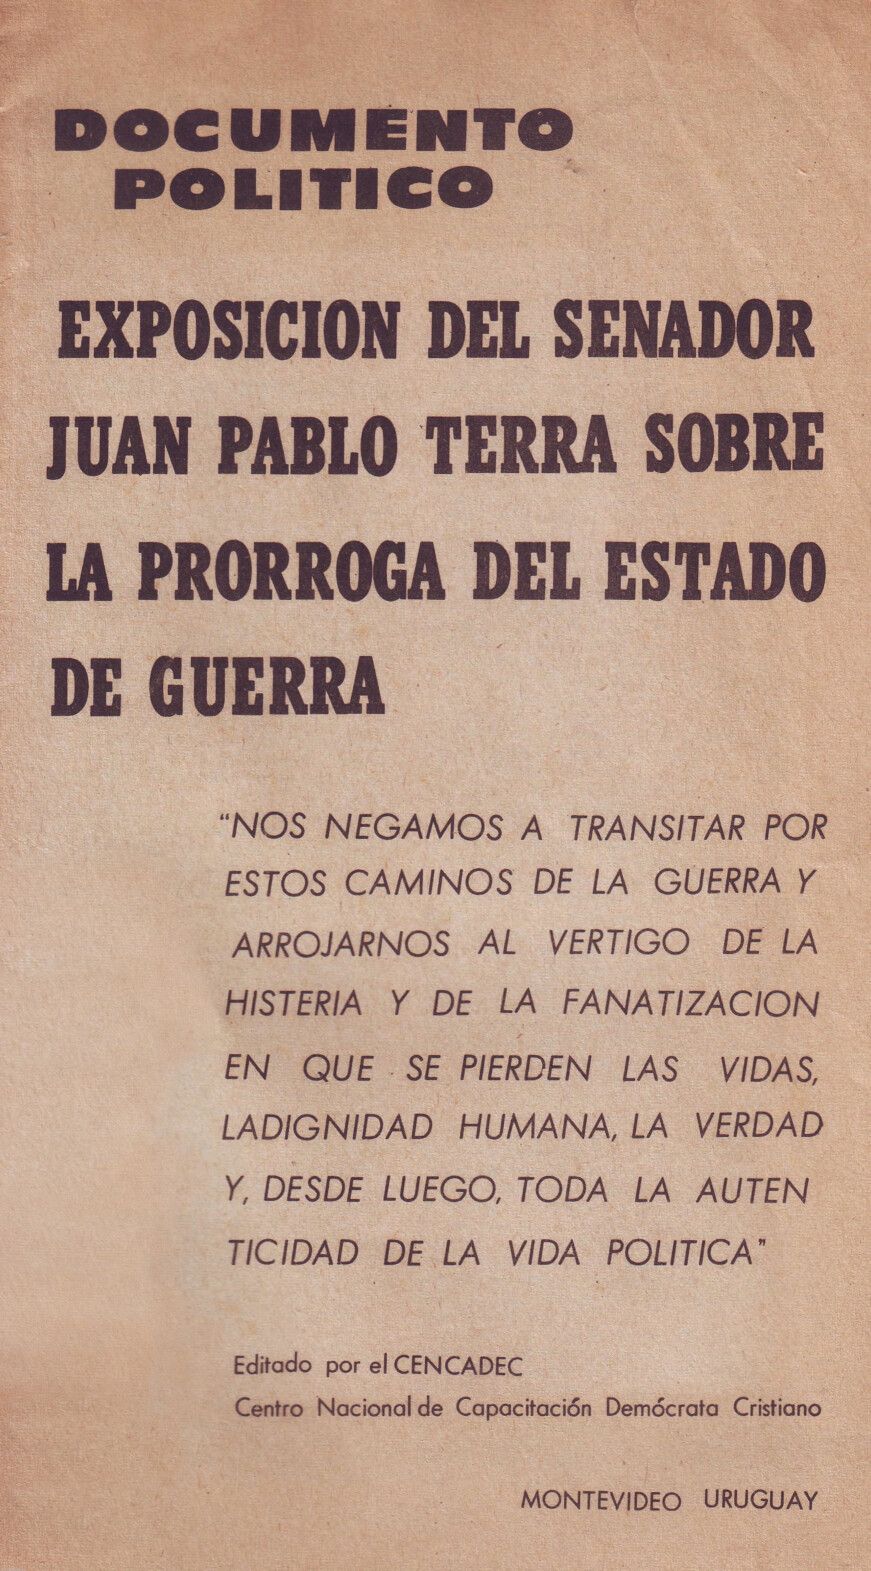 DOCUMENTO
POLITICO
EXPOSICION DEL SENADOR
JUAN PABLO TERRA SOBRE
LA PRORROGA DEL ESTADO
DE GUERRA
"NOS NEGAMOS A TRANSITAR POR
ESTOS CAMINOS DE LA GUERRA Y
ARROJARNOS AL VERTIGO DE LA
HISTERIA Y DE LA FANATIZACION
EN QUE SE PIERDEN LAS VIDAS,
LADIGNIDAD HUMANA, LA VERDAD
Y, DESDE LUEGO, TODA LA AUTEN
TICIDAD DE LA VIDA POLITICA"
Editado por el CENCADEC
Centro Nacional de Capacitación Demócrata Cristiano
MONTEVIDEO URUGUAY